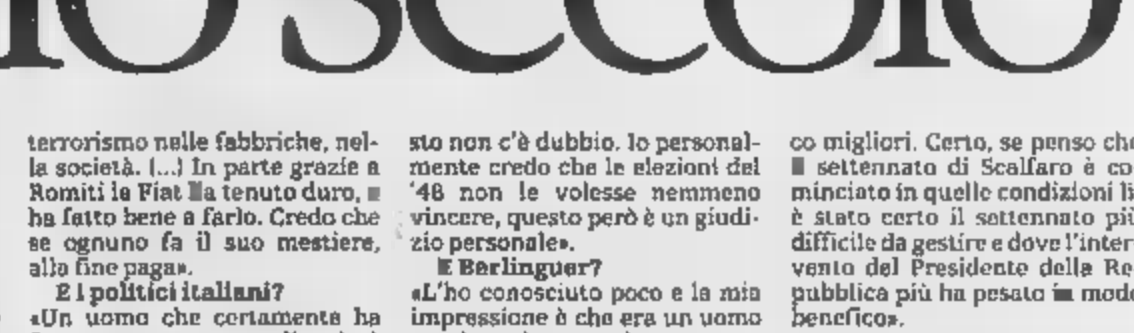 terrorismo nelle fabbriche, nel-
la società. (...) In parte grazie a
Romiti la Fiat ha tenuto duro, e
ha fatto bene a farlo. Credo che
se ognuno fa il suo mestiere,
alla fine paga».
E i politici italiani?
«Un uomo che certamente ha
sto non c'è dubbio. Io personal-
mente credo che le elezioni del
'48 non le volesse nemmeno
vincere, questo però è un giudi-
zio personale».
E Berlinguer?
«L'ho conosciuto poco e la mia
impressione è che era un uomo
co migliori. Certo, se penso che
settennato di Scalfaro è co
minciato in quelle condizioni lì
è stato certo il settennato più
difficile da gestire e dove l'inter
vento del Presidente della Re
pubblica più ha pesato in modo
benefico».